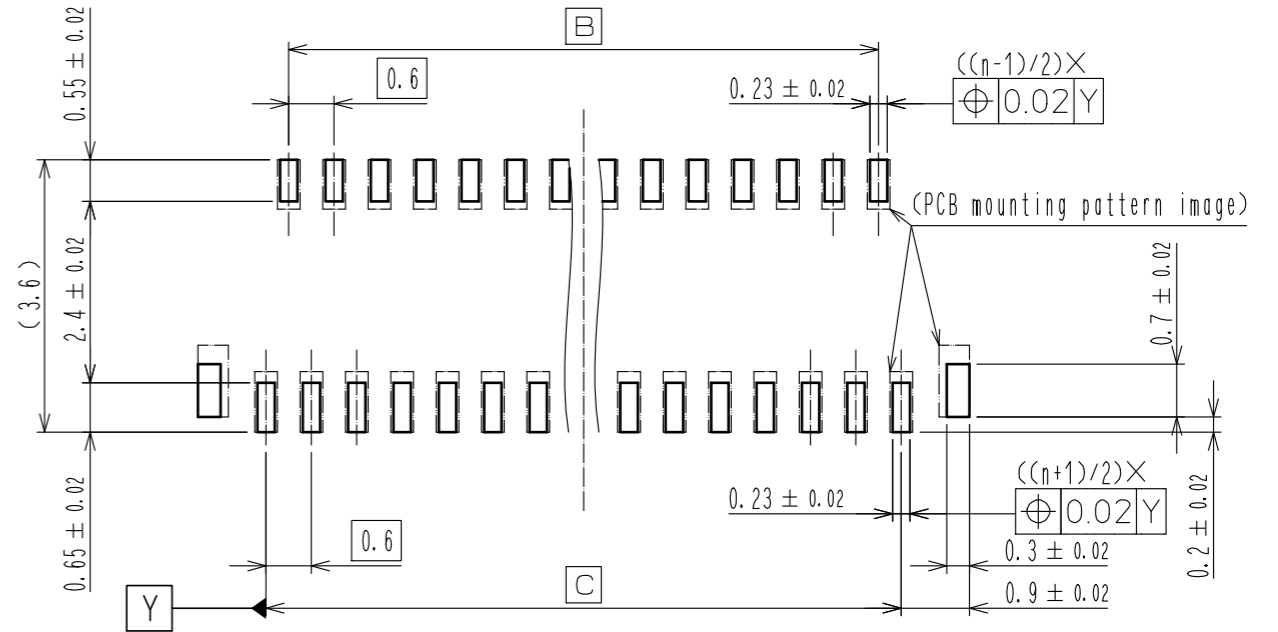 B
0.55 ± 0.02
0.6
0.23 ± 0.02
((n-1)/2)X
⌖ 0.02 Y
(PCB mounting pattern image)
(3.6)
2.4 ± 0.02
0.7 ± 0.02
0.65 ± 0.02
0.6
0.23 ± 0.02
((n+1)/2)X
⌖ 0.02 Y
0.2 ± 0.02
0.3 ± 0.02
C
0.9 ± 0.02
Y